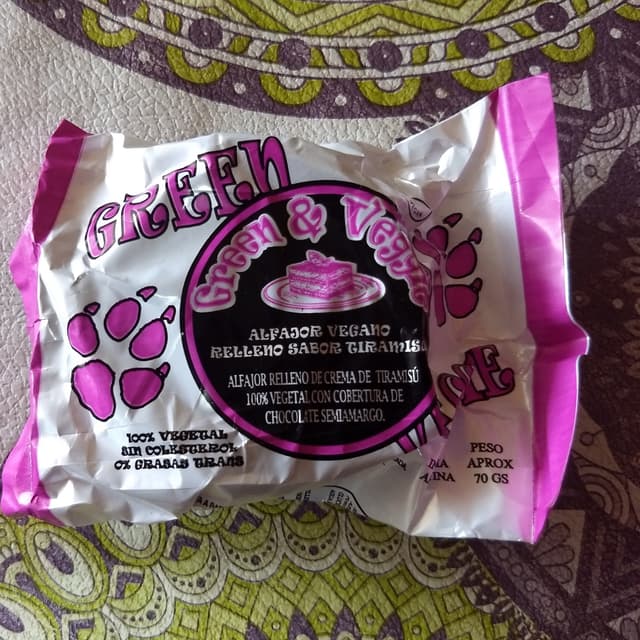 GREEN
Green &
ALFAJOR VEGANO
RELLENO SABOR TIRAMISÚ
ALFAJOR RELLENO DE CREMA DE TIRAMISÚ
100% VEGETAL CON COBERTURA DE
CHOCOLATE SEMIAMARGO.
100% VEGETAL
SIN COLESTEROL
0% GRASAS TRANS
PESO
APROX
70 GS